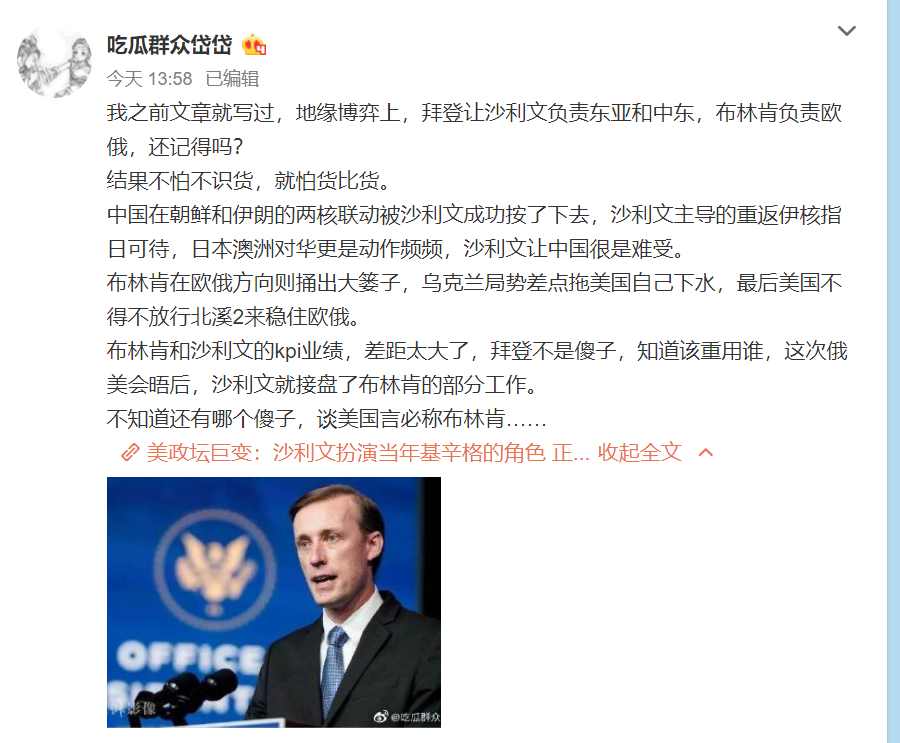 吃瓜群众岱岱
4
今天 13:58 已编辑
我之前文章就写过，地缘博弈上，拜登让沙利文负责东亚和中东，布林肯负责欧
俄，还记得吗？
结果不怕不识货，就怕货比货。
中国在朝鲜和伊朗的两核联动被沙利文成功按了下去，沙利文主导的重返伊核指
日可待，日本澳洲对华更是动作频频，沙利文让中国很是难受。
布林肯在欧俄方向则捅出大篓子，乌克兰局势差点拖美国自己下水，最后美国不
得不放行北溪2来稳住欧俄。
布林肯和沙利文的kpi业绩，差距太大了，拜登不是傻子，知道该重用谁，这次俄
美会晤后，沙利文就接盘了布林肯的部分工作。
不知道还有哪个傻子，谈美国言必称布林肯……
美政坛巨变：沙利文扮演当年基辛格的角色 正... 收起全文
OFFICE
影像
@吃瓜群众